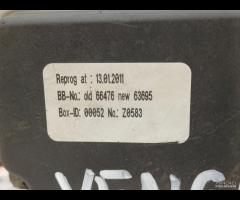 Reprog at : 13.01.2011
BB-No.: old 66476 new 63695
Box-ID: 00052 No.: Z0583